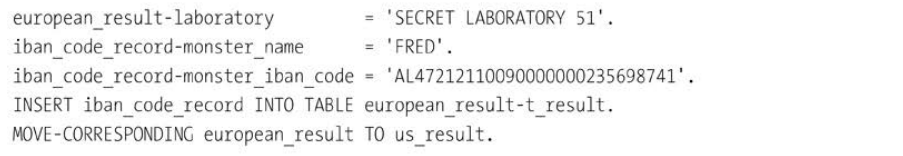 european_result-laboratory = 'SECRET LABORATORY 51'.
iban_code_record-monster_name = 'FRED'.
iban_code_record-monster_iban_code = 'AL47212110090000000235698741'.
INSERT iban_code_record INTO TABLE european_result-t_result.
MOVE-CORRESPONDING european_result TO us_result.